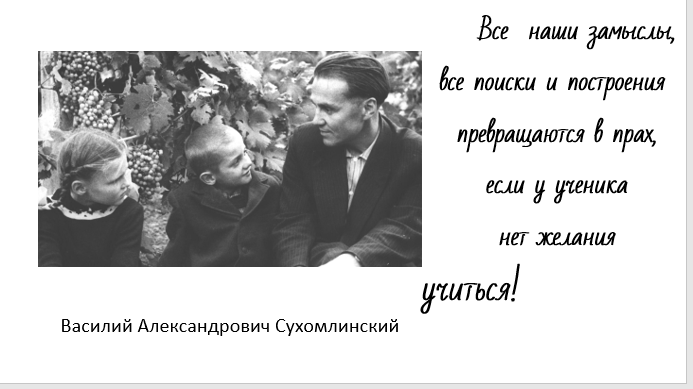 Все наши замыслы,
все поиски и построения
превращаются в прах,
если у ученика
нет желания
учиться!
Василий Александрович Сухомлинский